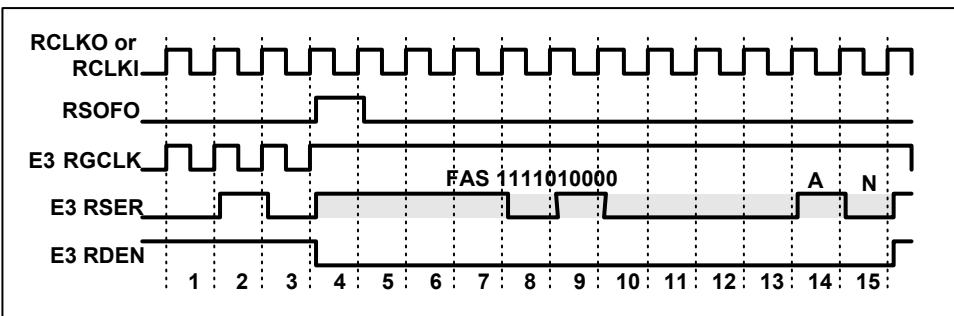 RCLKO or
RCLKI
RSOFO
E3 RGCLK
FAS 1111010000
A N
E3 RSER
E3 RDEN
1 2 3 4 5 6 7 8 9 10 11 12 13 14 15